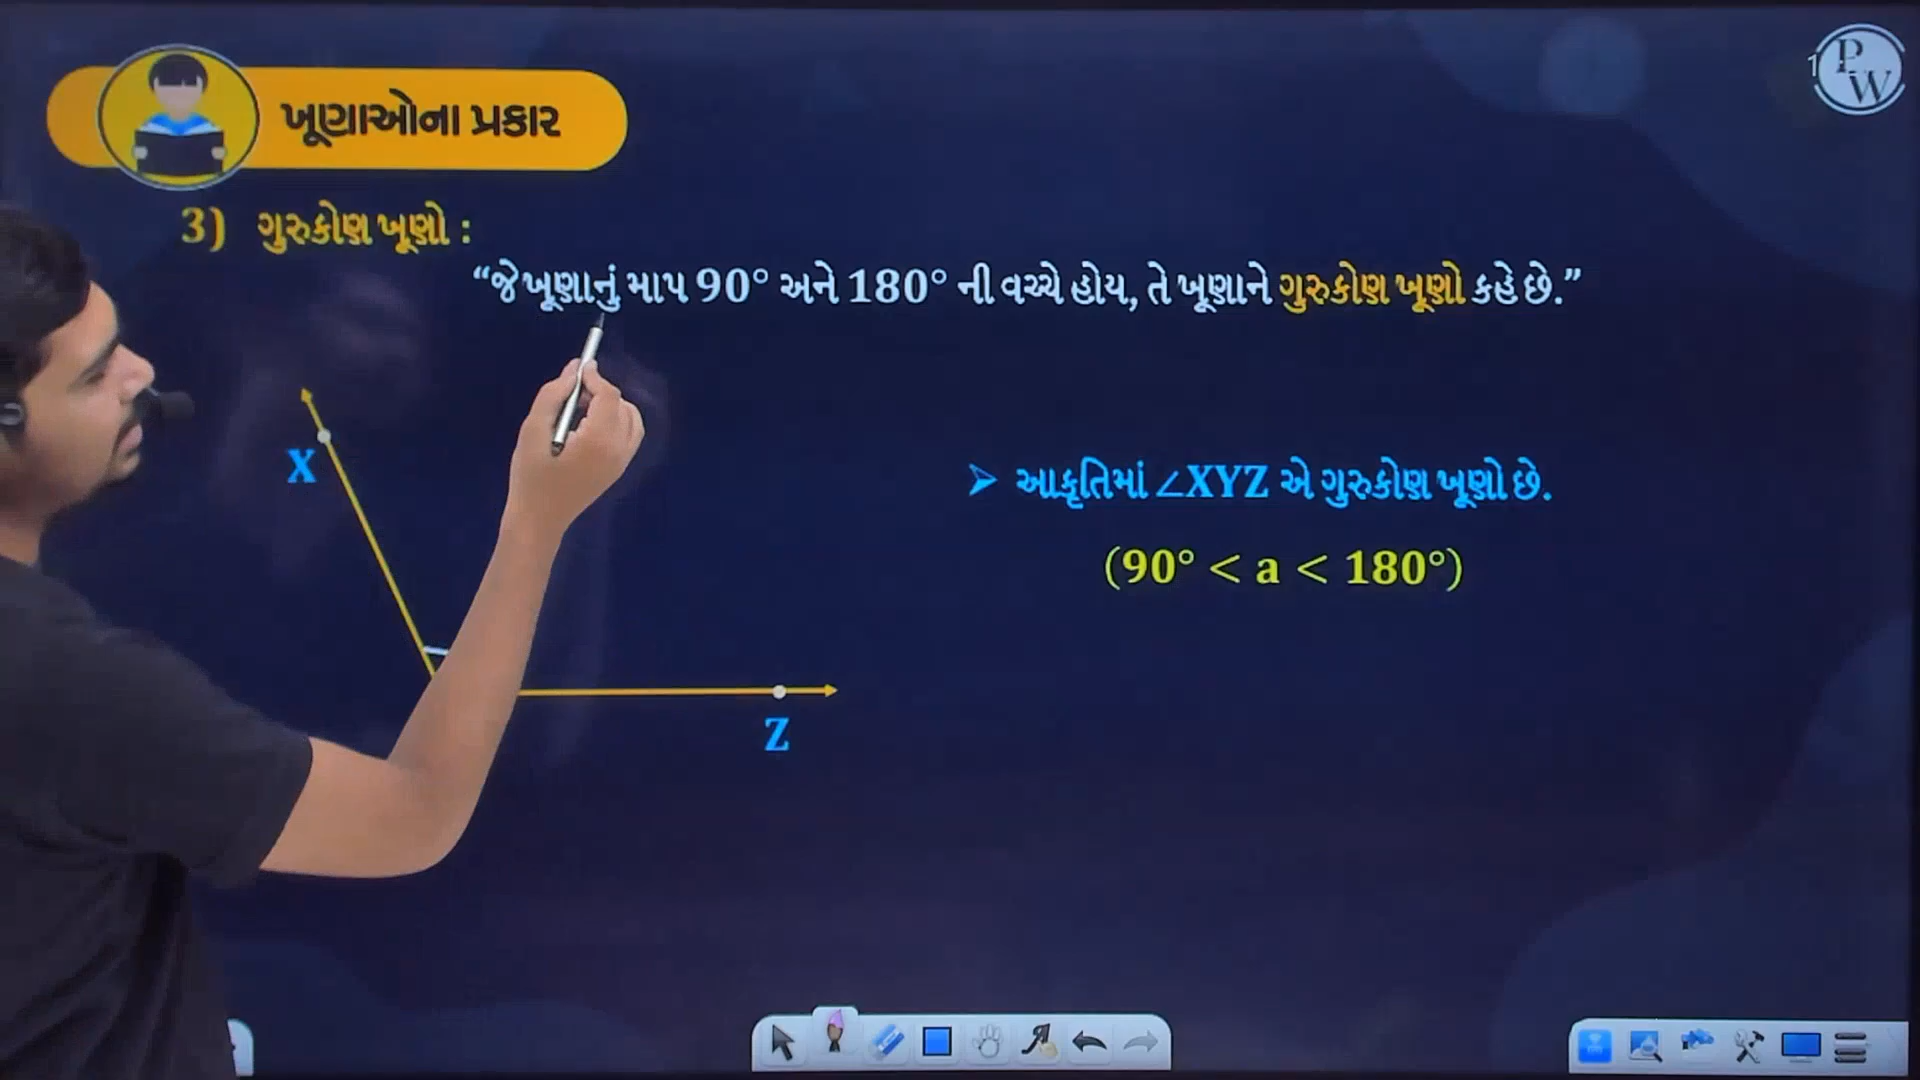 ખૂણાઓના પ્રકાર
PW
3) ગુરુકોણ ખૂણો :
“જે ખૂણાનું માપ 90° અને 180° ની વચ્ચે હોય, તે ખૂણાને ગુરુકોણ ખૂણો કહે છે.”
X
➤ આકૃતિમાં ∠XYZ એ ગુરુકોણ ખૂણો છે.
(90° < a < 180°)
Z